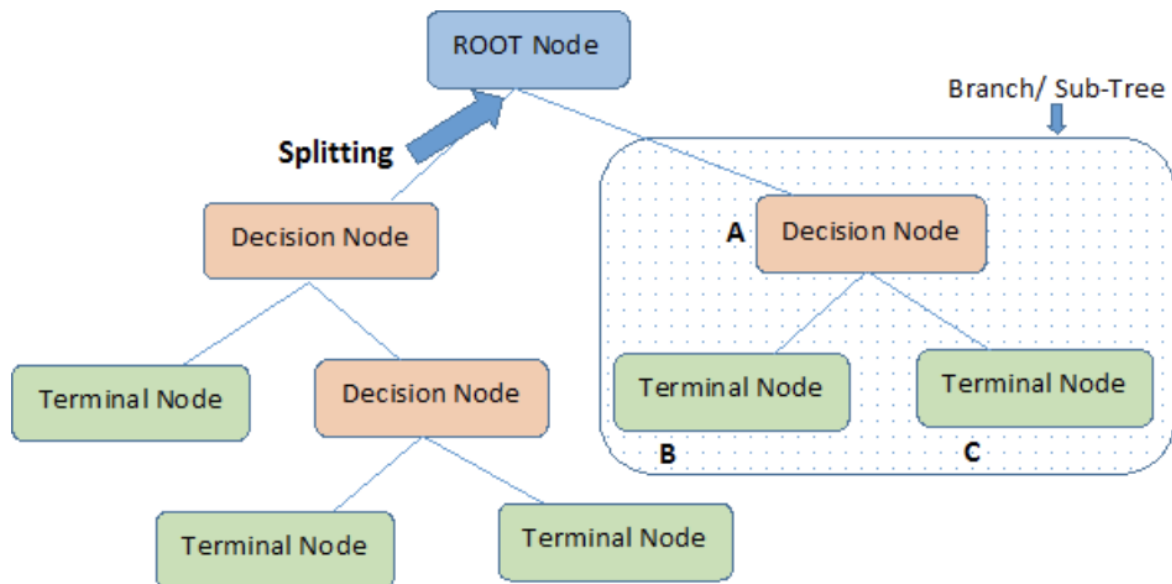 ROOT Node
Branch/ Sub-Tree
Splitting
Decision Node
A
Decision Node
Terminal Node
Decision Node
Terminal Node
Terminal Node
B
C
Terminal Node
Terminal Node